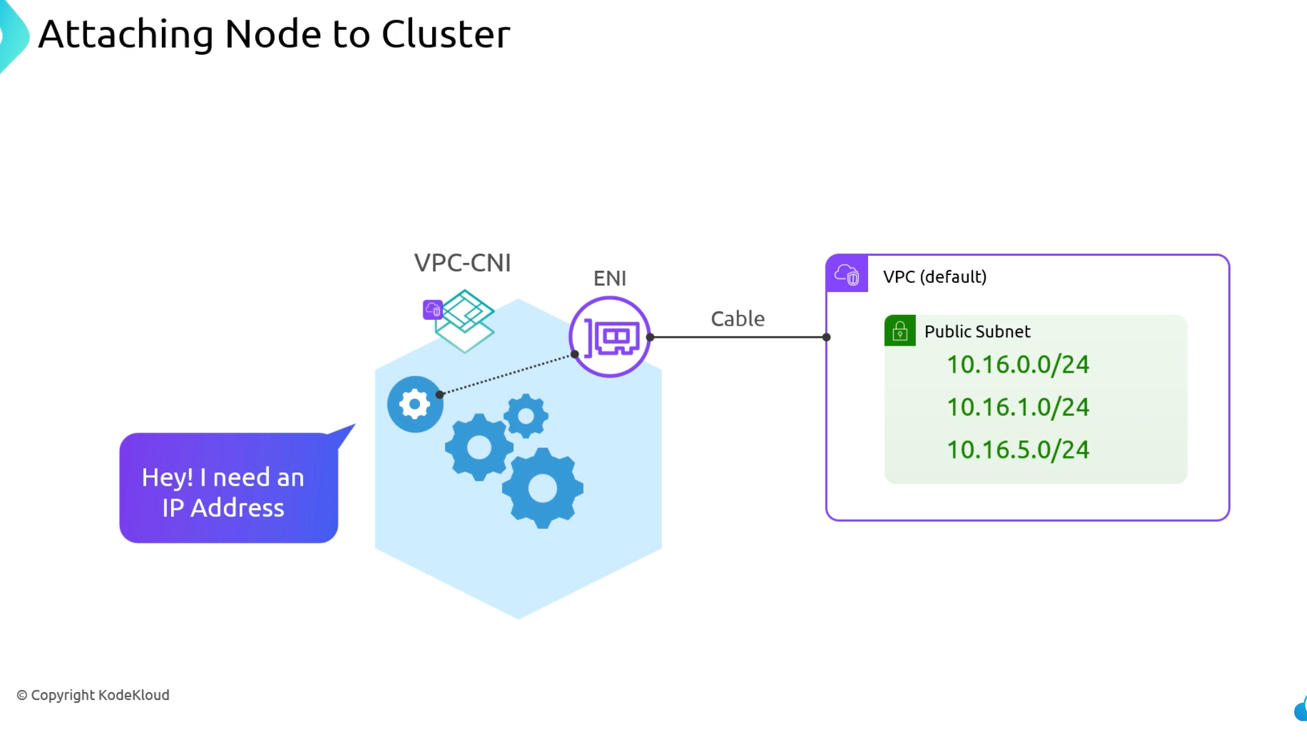 Attaching Node to Cluster
VPC-CNI
ENI
Cable
VPC (default)
Public Subnet
10.16.0.0/24
10.16.1.0/24
10.16.5.0/24
Hey! I need an
IP Address
© Copyright KodeKloud